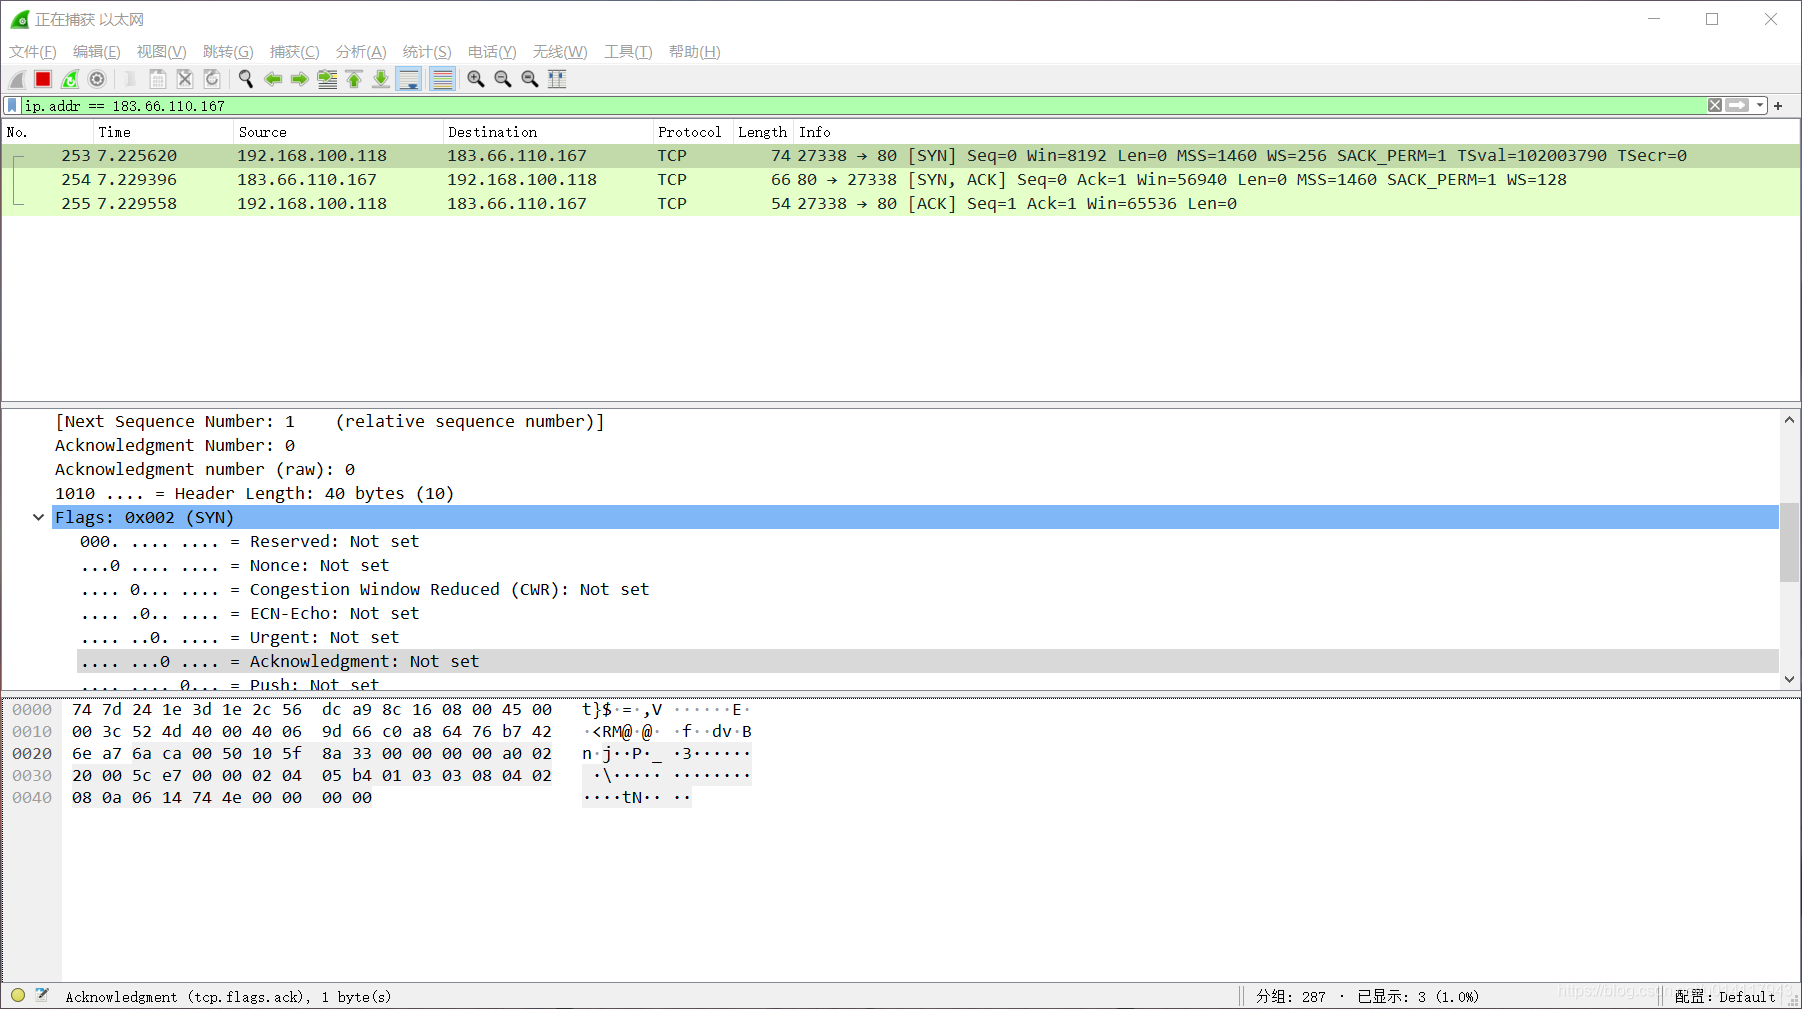 正在捕获 以太网
文件(F) 编辑(E) 视图(V) 跳转(G) 捕获(C) 分析(A) 统计(S) 电话(Y) 无线(W) 工具(T) 帮助(H)
ip.addr == 183.66.110.167
No. Time Source Destination Protocol Length Info
253 7.225620 192.168.100.118 183.66.110.167 TCP 74 27338 → 80 [SYN] Seq=0 Win=8192 Len=0 MSS=1460 WS=256 SACK_PERM=1 TSval=102003790 TSecr=0
254 7.229396 183.66.110.167 192.168.100.118 TCP 66 80 → 27338 [SYN, ACK] Seq=0 Ack=1 Win=56940 Len=0 MSS=1460 SACK_PERM=1 WS=128
255 7.229558 192.168.100.118 183.66.110.167 TCP 54 27338 → 80 [ACK] Seq=1 Ack=1 Win=65536 Len=0
[Next Sequence Number: 1    (relative sequence number)]
Acknowledgment Number: 0
Acknowledgment number (raw): 0
1010 .... = Header Length: 40 bytes (10)
Flags: 0x002 (SYN)
000. .... .... = Reserved: Not set
...0 .... .... = Nonce: Not set
.... 0... .... = Congestion Window Reduced (CWR): Not set
.... .0.. .... = ECN-Echo: Not set
.... ..0. .... = Urgent: Not set
.... ...0 .... = Acknowledgment: Not set
.... .... 0... = Push: Not set
0000 74 7d 24 1e 3d 1e 2c 56 dc a9 8c 16 08 00 45 00 t}$·=·,V ······E·
0010 00 3c 52 4d 40 00 40 06 9d 66 c0 a8 64 76 b7 42 ·<RM@·@· ·f··dv·B
0020 6e a7 6a ca 00 50 10 5f 8a 33 00 00 00 00 a0 02 n·j··P·_ ·3······
0030 20 00 5c e7 00 00 02 04 05 b4 01 03 03 08 04 02 ·\····· ········
0040 08 0a 06 14 74 4e 00 00 00 00 ····tN·· ··
Acknowledgment (tcp.flags.ack), 1 byte(s)
分组: 287 · 已显示: 3 (1.0%)
配置: Default